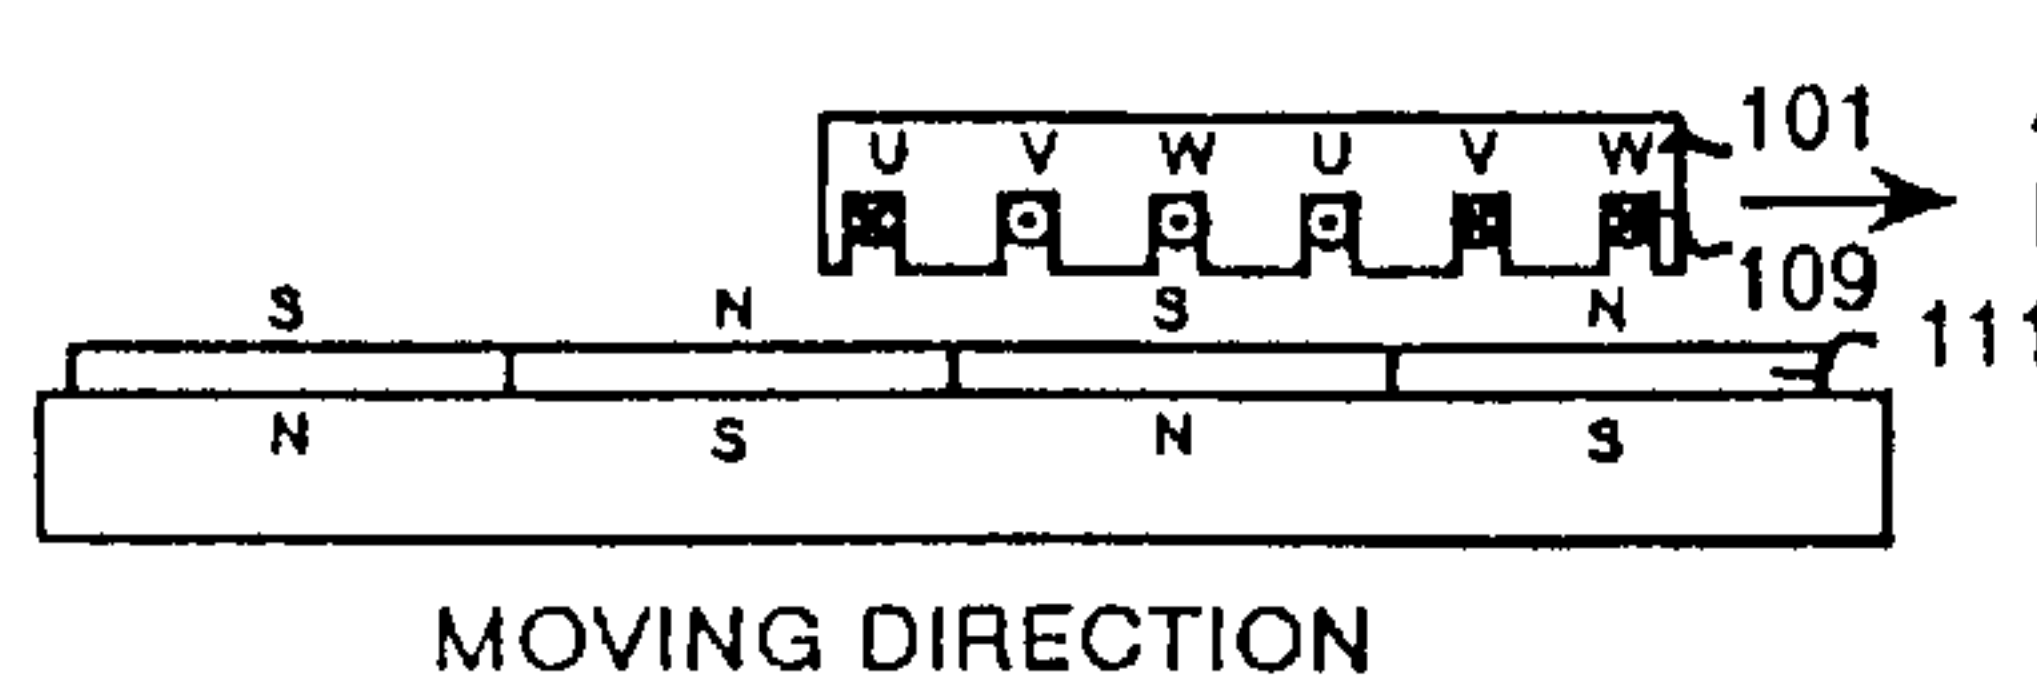 U V W U V W 101
109
S N S N 111
N S N S
MOVING DIRECTION